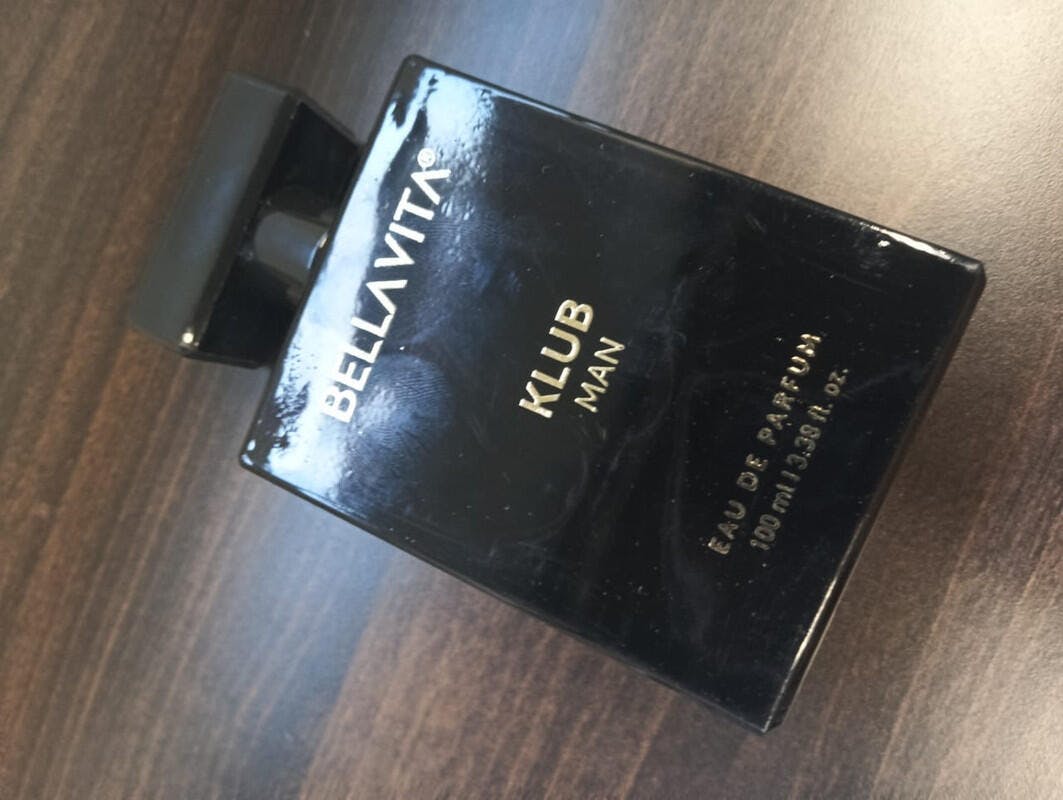 BELLAVITA®
KLUB
MAN
EAU DE PARFUM
100 ml I 3.38 fl. oz.